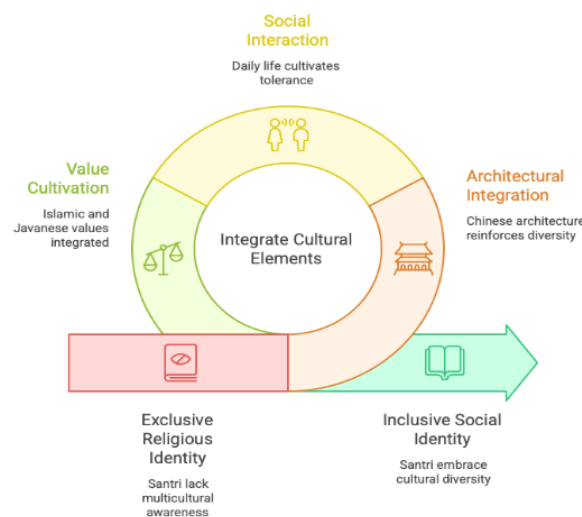 Social
Interaction
Daily life cultivates
tolerance
Value
Cultivation
Islamic and
Javanese values
integrated
Architectural
Integration
Chinese architecture
reinforces diversity
Integrate Cultural
Elements
Exclusive
Religious
Identity
Santri lack
multicultural
awareness
Inclusive Social
Identity
Santri embrace
cultural diversity